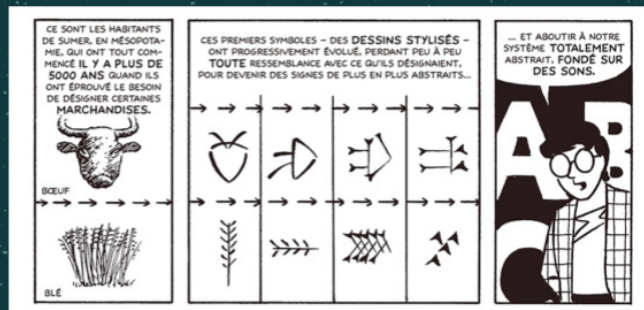 CE SONT LES HABITANTS
DE SUMER, EN MÉSOPOTA-
MIE, QUI ONT TOUT COM-
MENCÉ IL Y A PLUS DE
5000 ANS QUAND ILS
ONT ÉPROUVÉ LE BESOIN
DE DÉSIGNER CERTAINES
MARCHANDISES.
BŒUF
BLÉ
CES PREMIERS SYMBOLES – DES DESSINS STYLISÉS –
ONT PROGRESSIVEMENT ÉVOLUÉ, PERDANT PEU À PEU
TOUTE RESSEMBLANCE AVEC CE QU'ILS DÉSIGNAIENT,
POUR DEVENIR DES SIGNES DE PLUS EN PLUS ABSTRAITS...
... ET ABOUTIR À NOTRE
SYSTÈME TOTALEMENT
ABSTRAIT, FONDÉ SUR
DES SONS.
A B
C